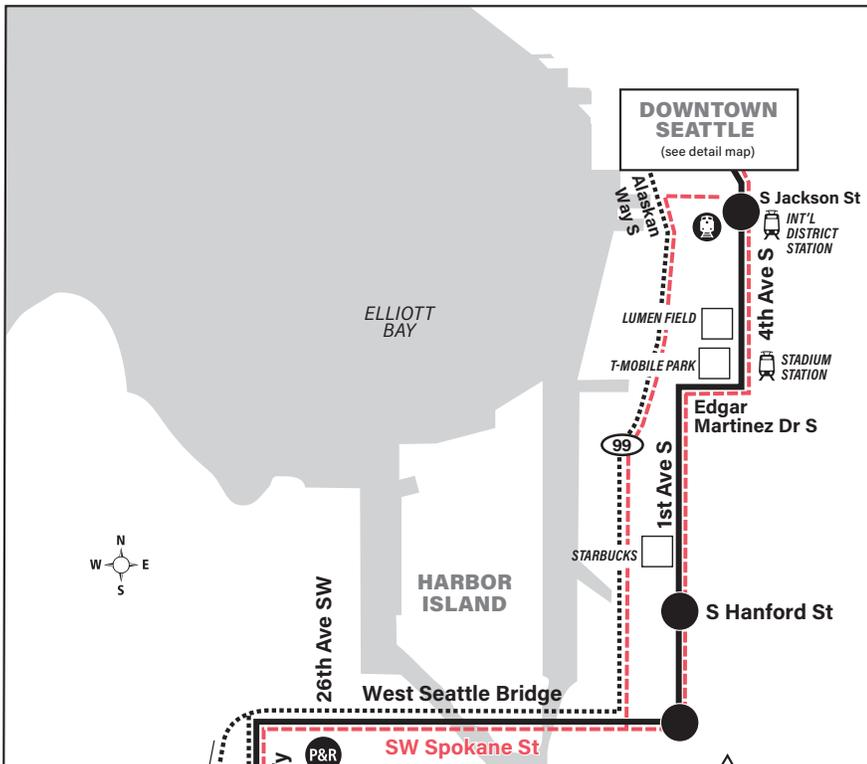 DOWNTOWN
SEATTLE
(see detail map)
Alaskan
Way S
S Jackson St
INT'L
DISTRICT
STATION
4th Ave S
ELLIOTT
BAY
LUMEN FIELD
T-MOBILE PARK
STADIUM
STATION
Edgar
Martinez Dr S
99
1st Ave S
STARBUCKS
N
W
E
S
HARBOR
ISLAND
26th Ave SW
S Hanford St
West Seattle Bridge
SW Spokane St
P&R
y